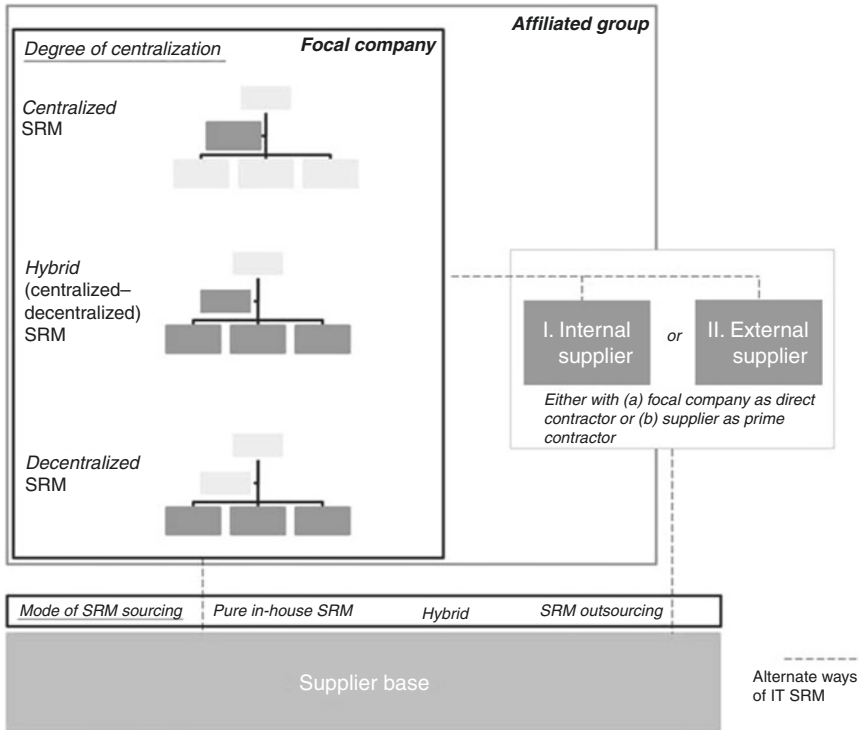 Affiliated group
Focal company
Degree of centralization
Centralized
SRM
Hybrid
(centralized–
decentralized)
SRM
Decentralized
SRM
I. Internal
supplier
or
II. External
supplier
Either with (a) focal company as direct
contractor or (b) supplier as prime
contractor
Mode of SRM sourcing
Pure in-house SRM
Hybrid
SRM outsourcing
Supplier base
Alternate ways
of IT SRM